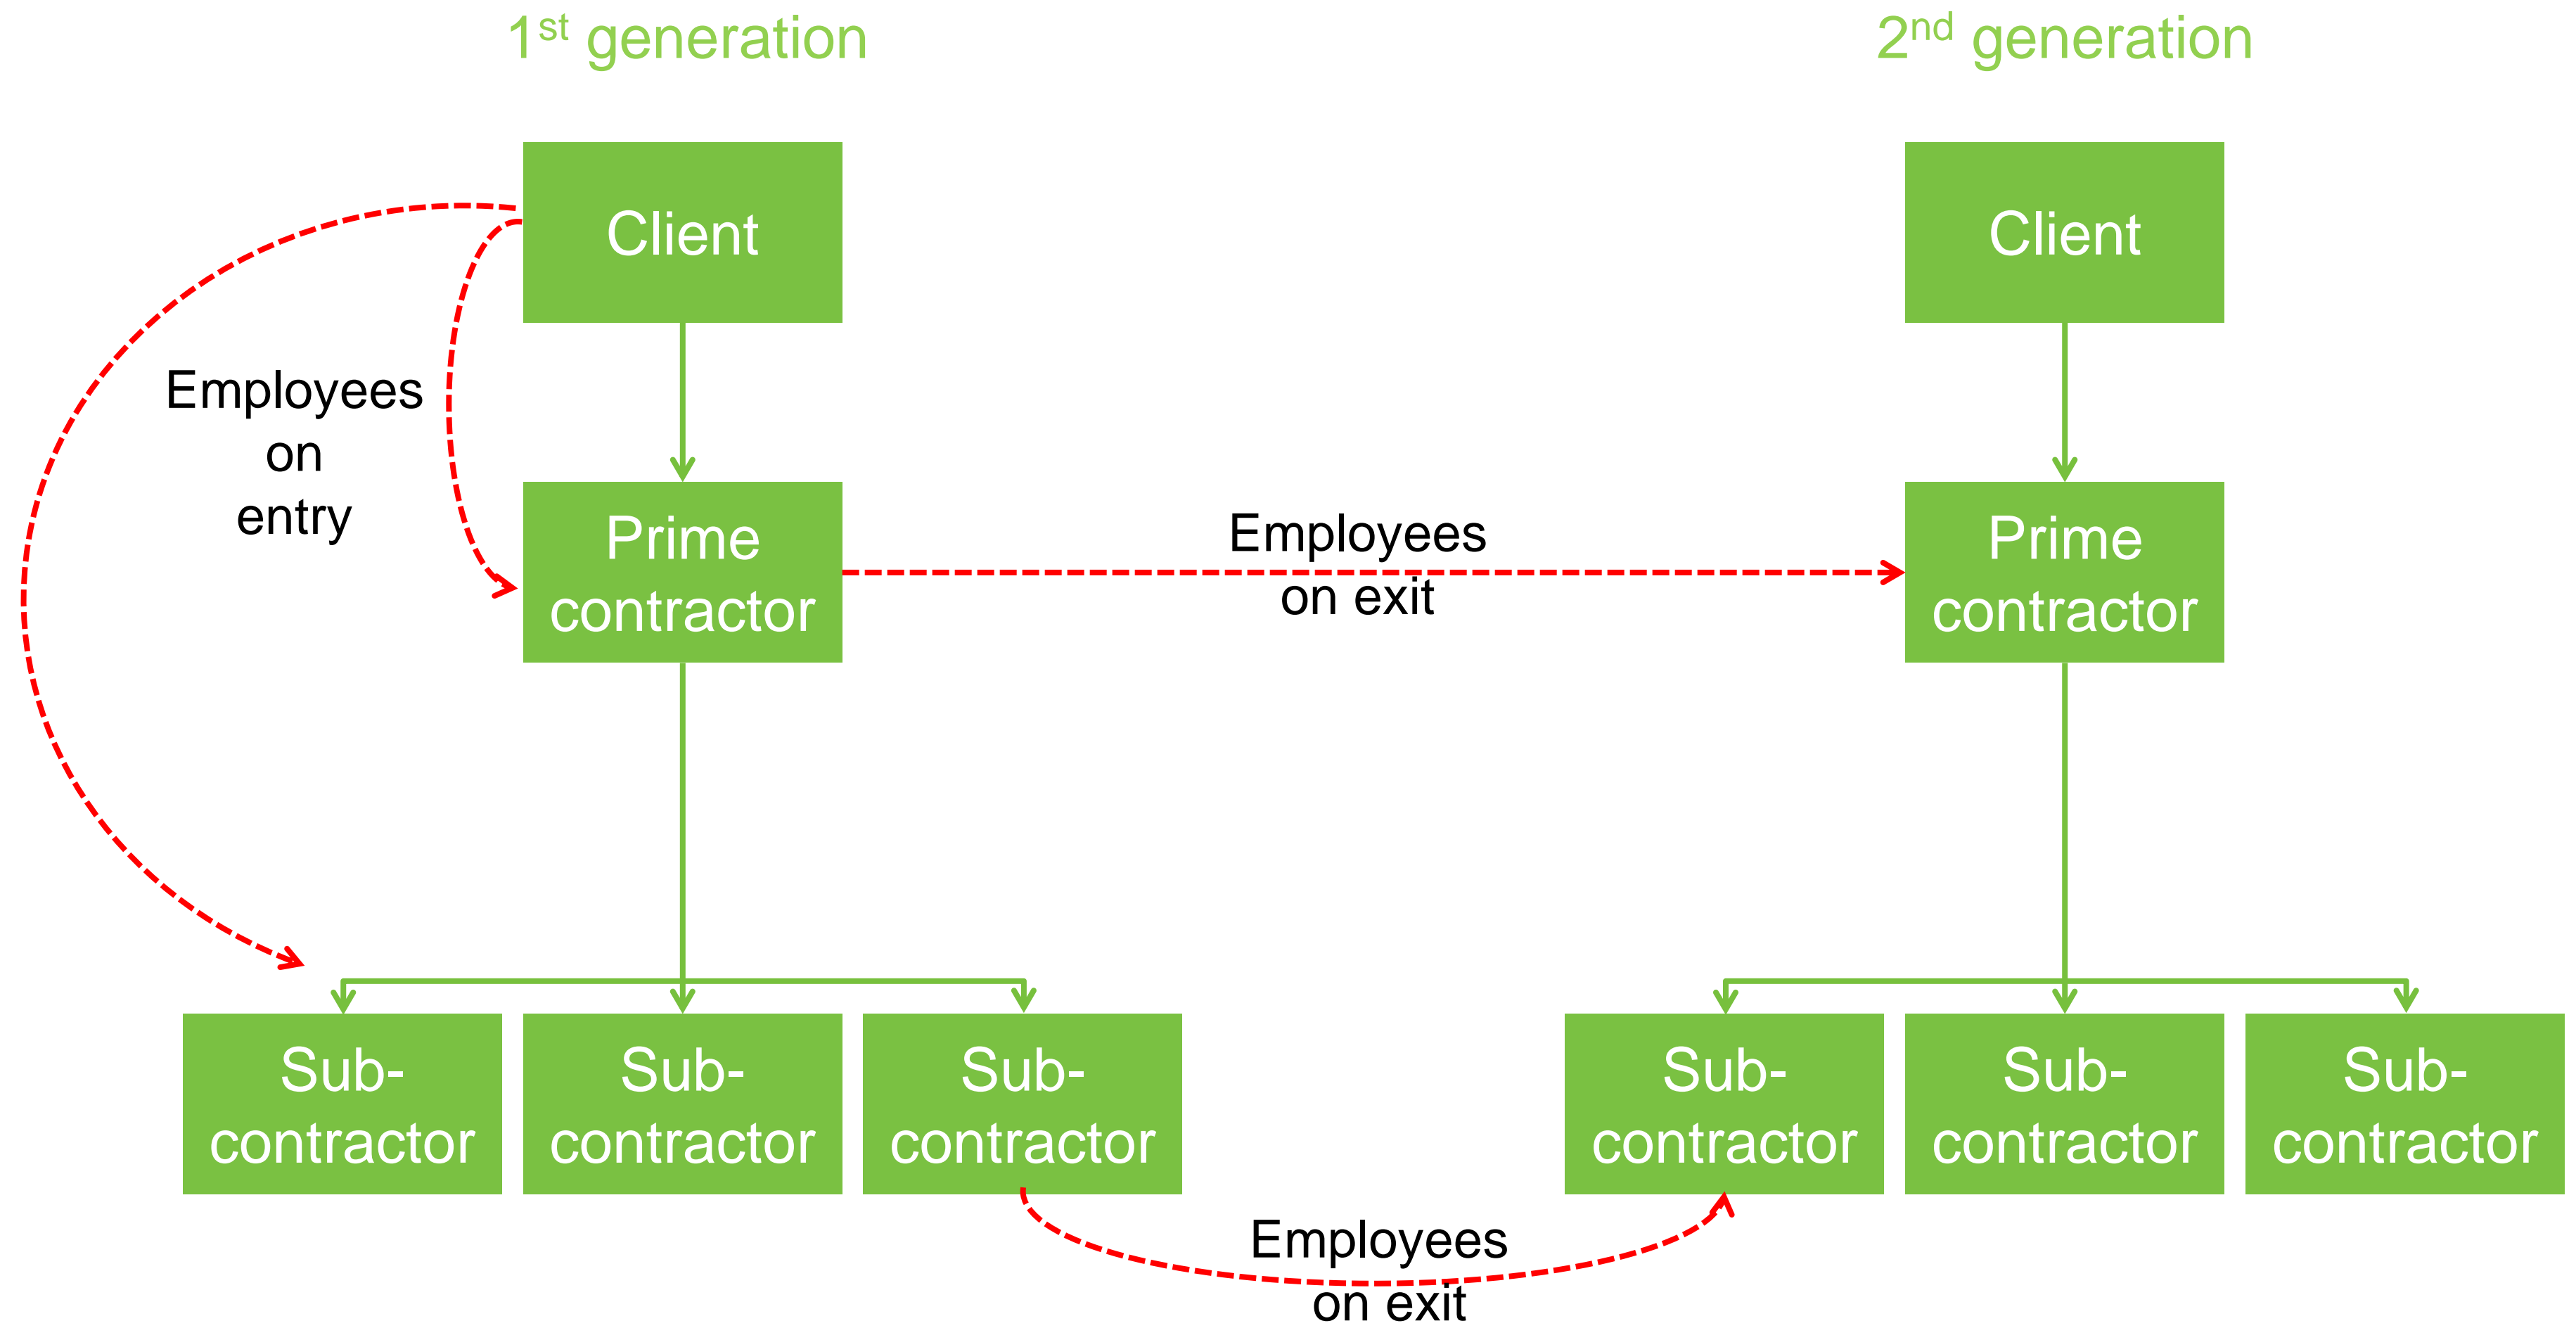 1st generation
2nd generation
Client
Client
Employees
on
entry
Prime
contractor
Employees
on exit
Prime
contractor
Sub-
contractor
Sub-
contractor
Sub-
contractor
Sub-
contractor
Sub-
contractor
Sub-
contractor
Employees
on exit